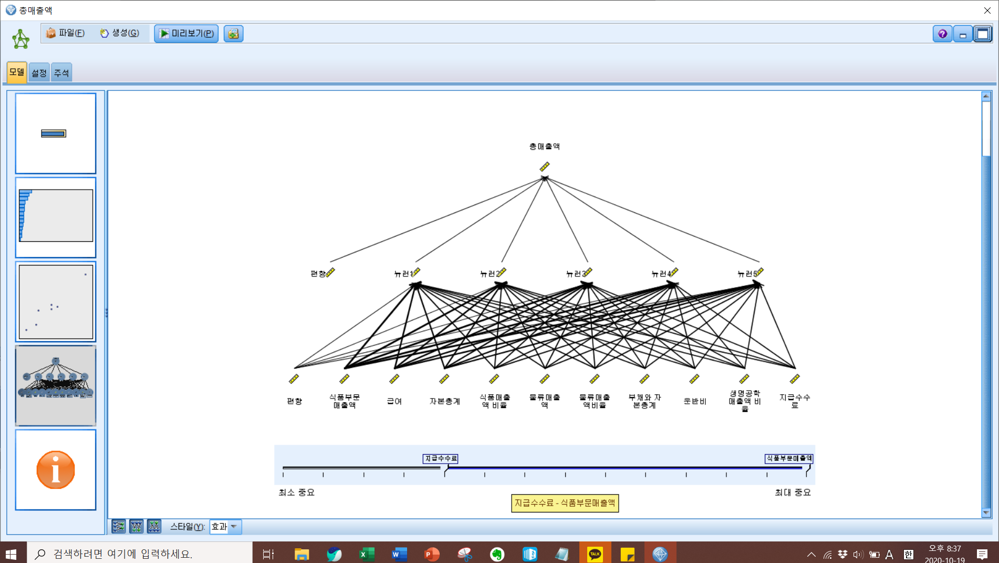 총매출액
파일(F) 생성(G) 미리보기(P)
모델 설정 주석
총매출액
편향 뉴런1 뉴런2 뉴런3 뉴런4 뉴런5
편향
식품부문
매출액
급여
자본총계
식품매출
액 비율
물류매출
액
물류매출
액비율
부채와 자
본총계
운반비
생명공학
매출액 비
율
지급수수
료
지급수수료 식품부문매출액
최소 중요 최대 중요
지급수수료 - 식품부문매출액
스타일(Y): 효과
검색하려면 여기에 입력하세요.
TALK
A 한
오후 8:37
2020-10-19